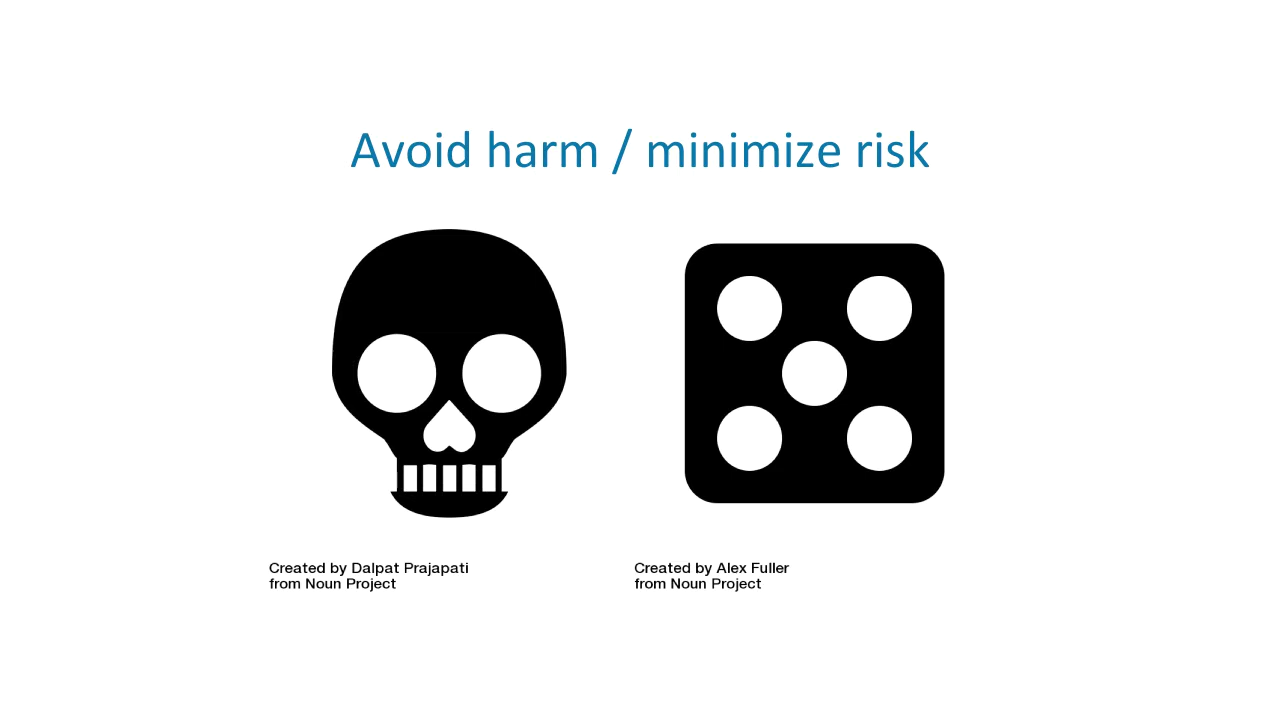 Avoid harm / minimize risk
Created by Dalpat Prajapati
from Noun Project
Created by Alex Fuller
from Noun Project